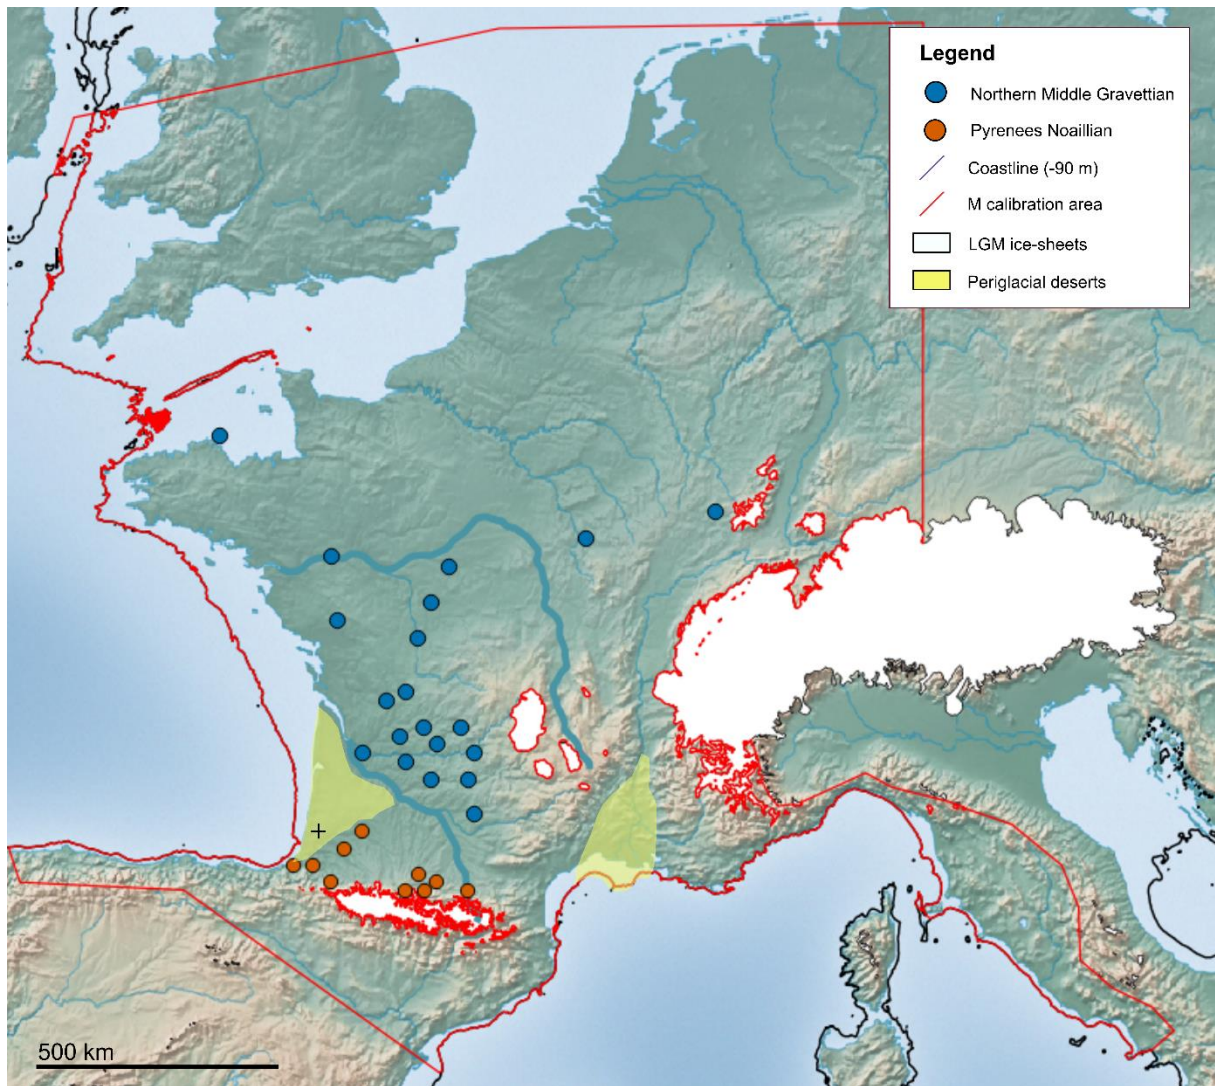 Legend
Northern Middle Gravettian
Pyrenees Noaillian
Coastline (-90 m)
M calibration area
LGM ice-sheets
Periglacial deserts
500 km